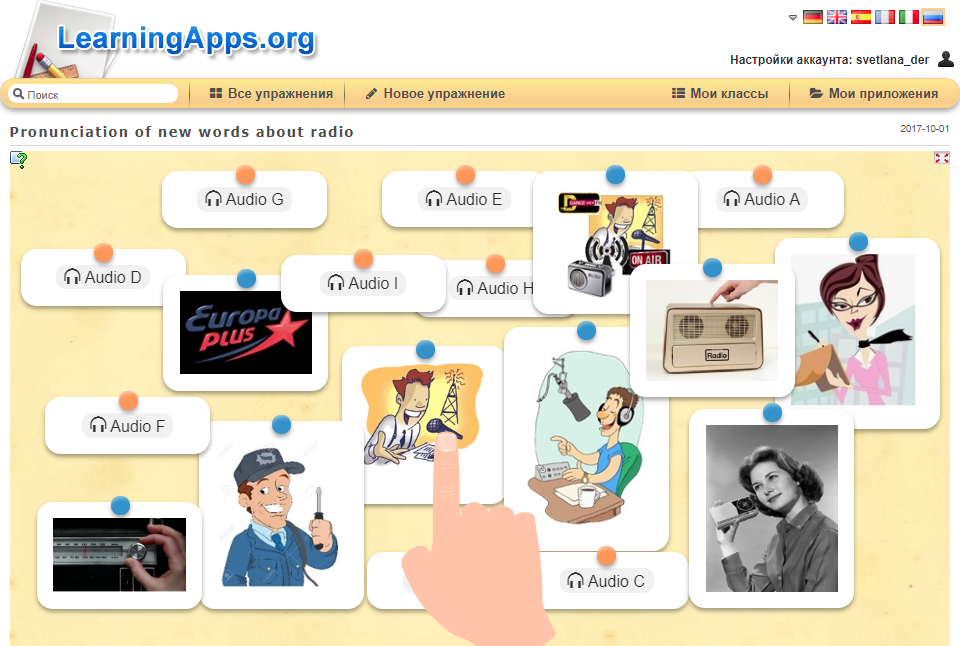 LearningApps.org
Настройки аккаунта: svetlana_der
Поиск
Все упражнения
Новое упражнение
Мои классы
Мои приложения
Pronunciation of new words about radio
2017-10-01
Audio G
Audio E
Audio A
DANCE
ON AIR
Audio D
Audio I
Audio H
Europa
PLUS
Radio
Audio F
Audio C